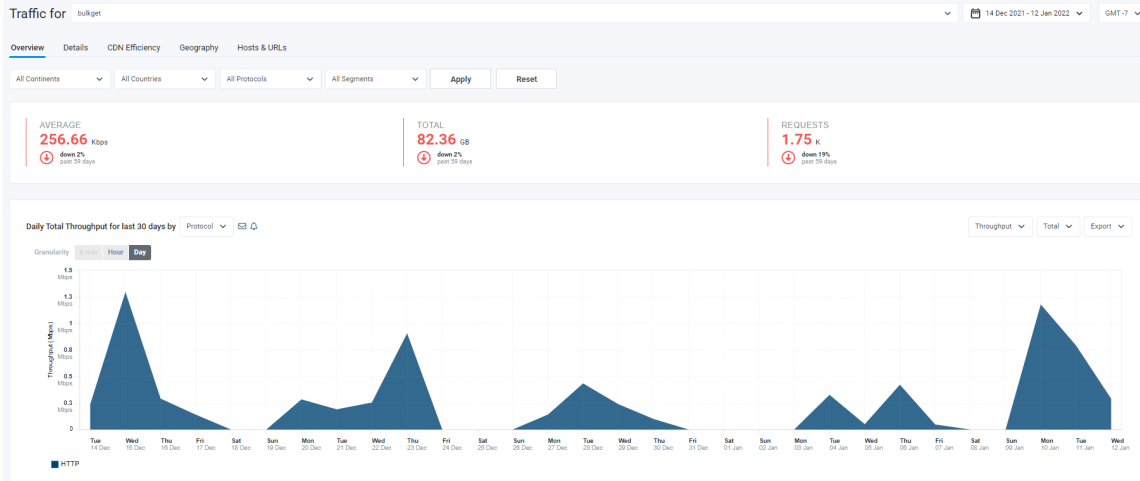 Traffic for bulkget 14 Dec 2021 - 12 Jan 2022 GMT -7
Overview Details CDN Efficiency Geography Hosts & URLs
All Continents All Countries All Protocols All Segments Apply Reset
AVERAGE TOTAL REQUESTS
256.66 Kbps 82.36 GB 1.75 K
down 2% down 2% down 19%
past 59 days past 59 days past 59 days
Daily Total Throughput for last 30 days by Protocol Throughput Total Export
Granularity 5 min Hour Day
1.5
Mbps
1.3
Mbps
1
Mbps
0.8
Mbps
0.5
Mbps
0.3
Mbps
0
Throughput [ Mbps ]
Tue Wed Thu Fri Sat Sun Mon Tue Wed Thu Fri Sat Sun Mon Tue Wed Thu Fri Sat Sun Mon Tue Wed Thu Fri Sat Sun Mon Tue Wed
14 Dec 15 Dec 16 Dec 17 Dec 18 Dec 19 Dec 20 Dec 21 Dec 22 Dec 23 Dec 24 Dec 25 Dec 26 Dec 27 Dec 28 Dec 29 Dec 30 Dec 31 Dec 01 Jan 02 Jan 03 Jan 04 Jan 05 Jan 06 Jan 07 Jan 08 Jan 09 Jan 10 Jan 11 Jan 12 Jan
HTTP